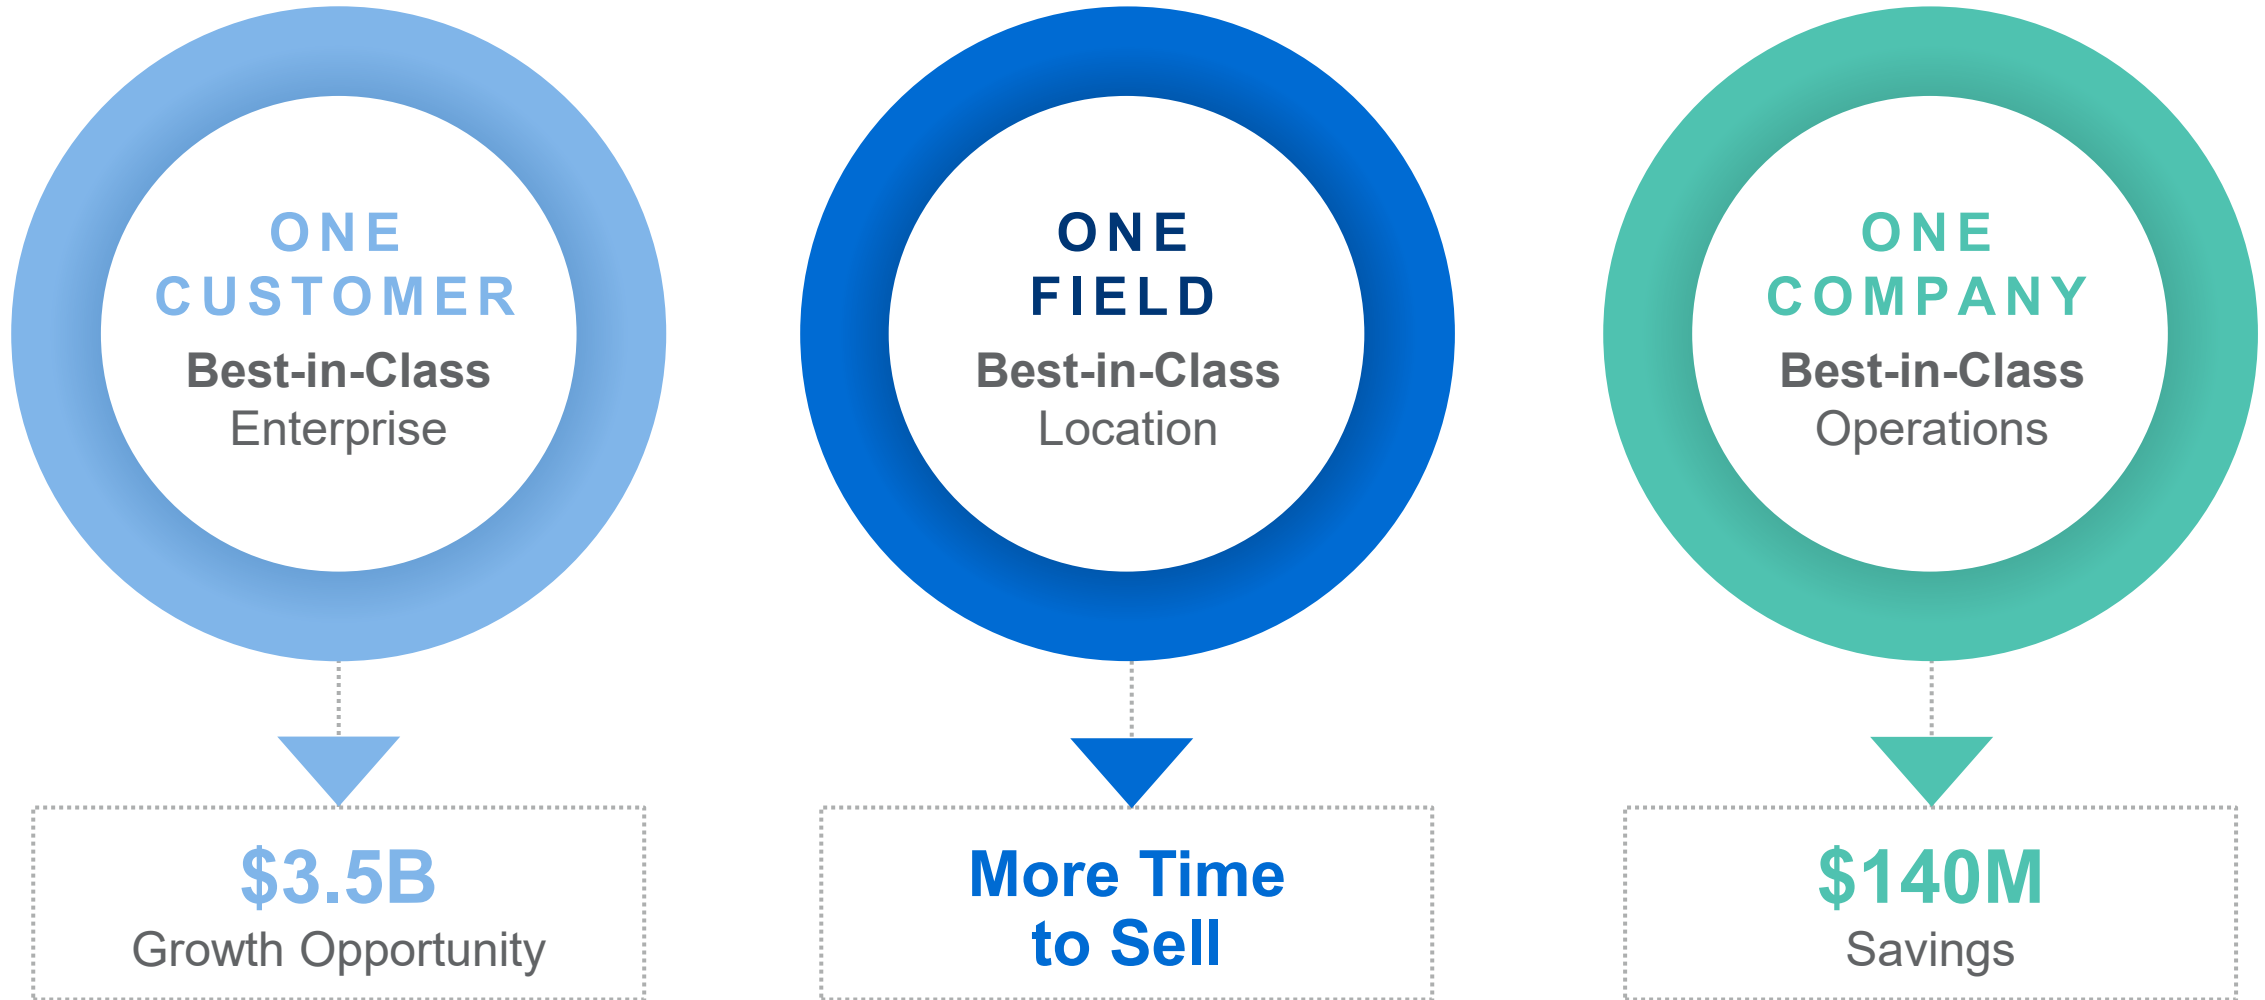 ONE
CUSTOMER
Best-in-Class
Enterprise
$3.5B
Growth Opportunity
ONE
FIELD
Best-in-Class
Location
More Time
to Sell
ONE
COMPANY
Best-in-Class
Operations
$140M
Savings